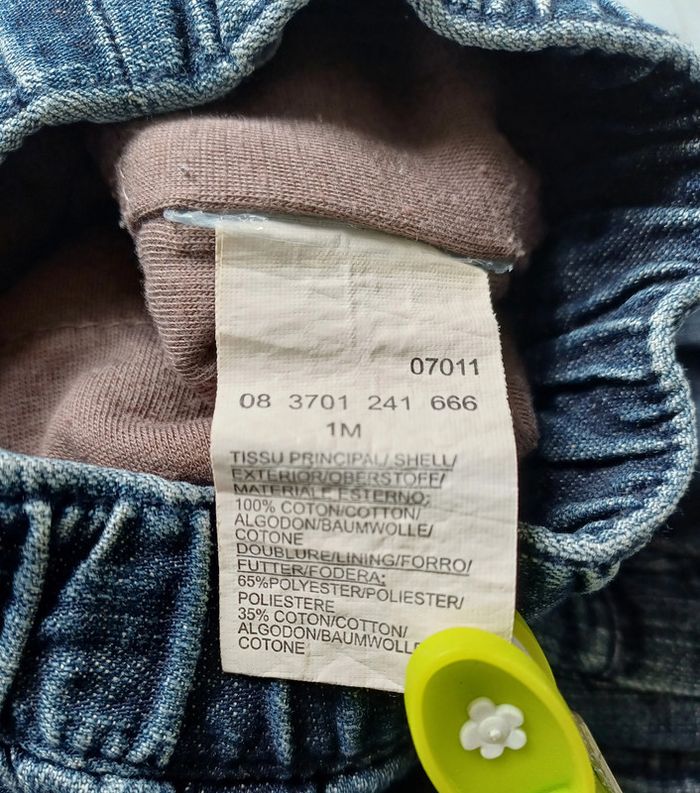 07011
08 3701 241 666
1M
TISSU PRINCIPAL/SHELL/
EXTERIOR/OBERSTOFF/
MATERIALE ESTERNO:
100% COTON/COTTON/
ALGODON/BAUMWOLLE/
COTONE
DOUBLURE/LINING/FORRO/
FUTTER/FODERA:
65%POLYESTER/POLIESTER/
POLIESTERE
35% COTON/COTTON/
ALGODON/BAUMWOLLE
COTONE